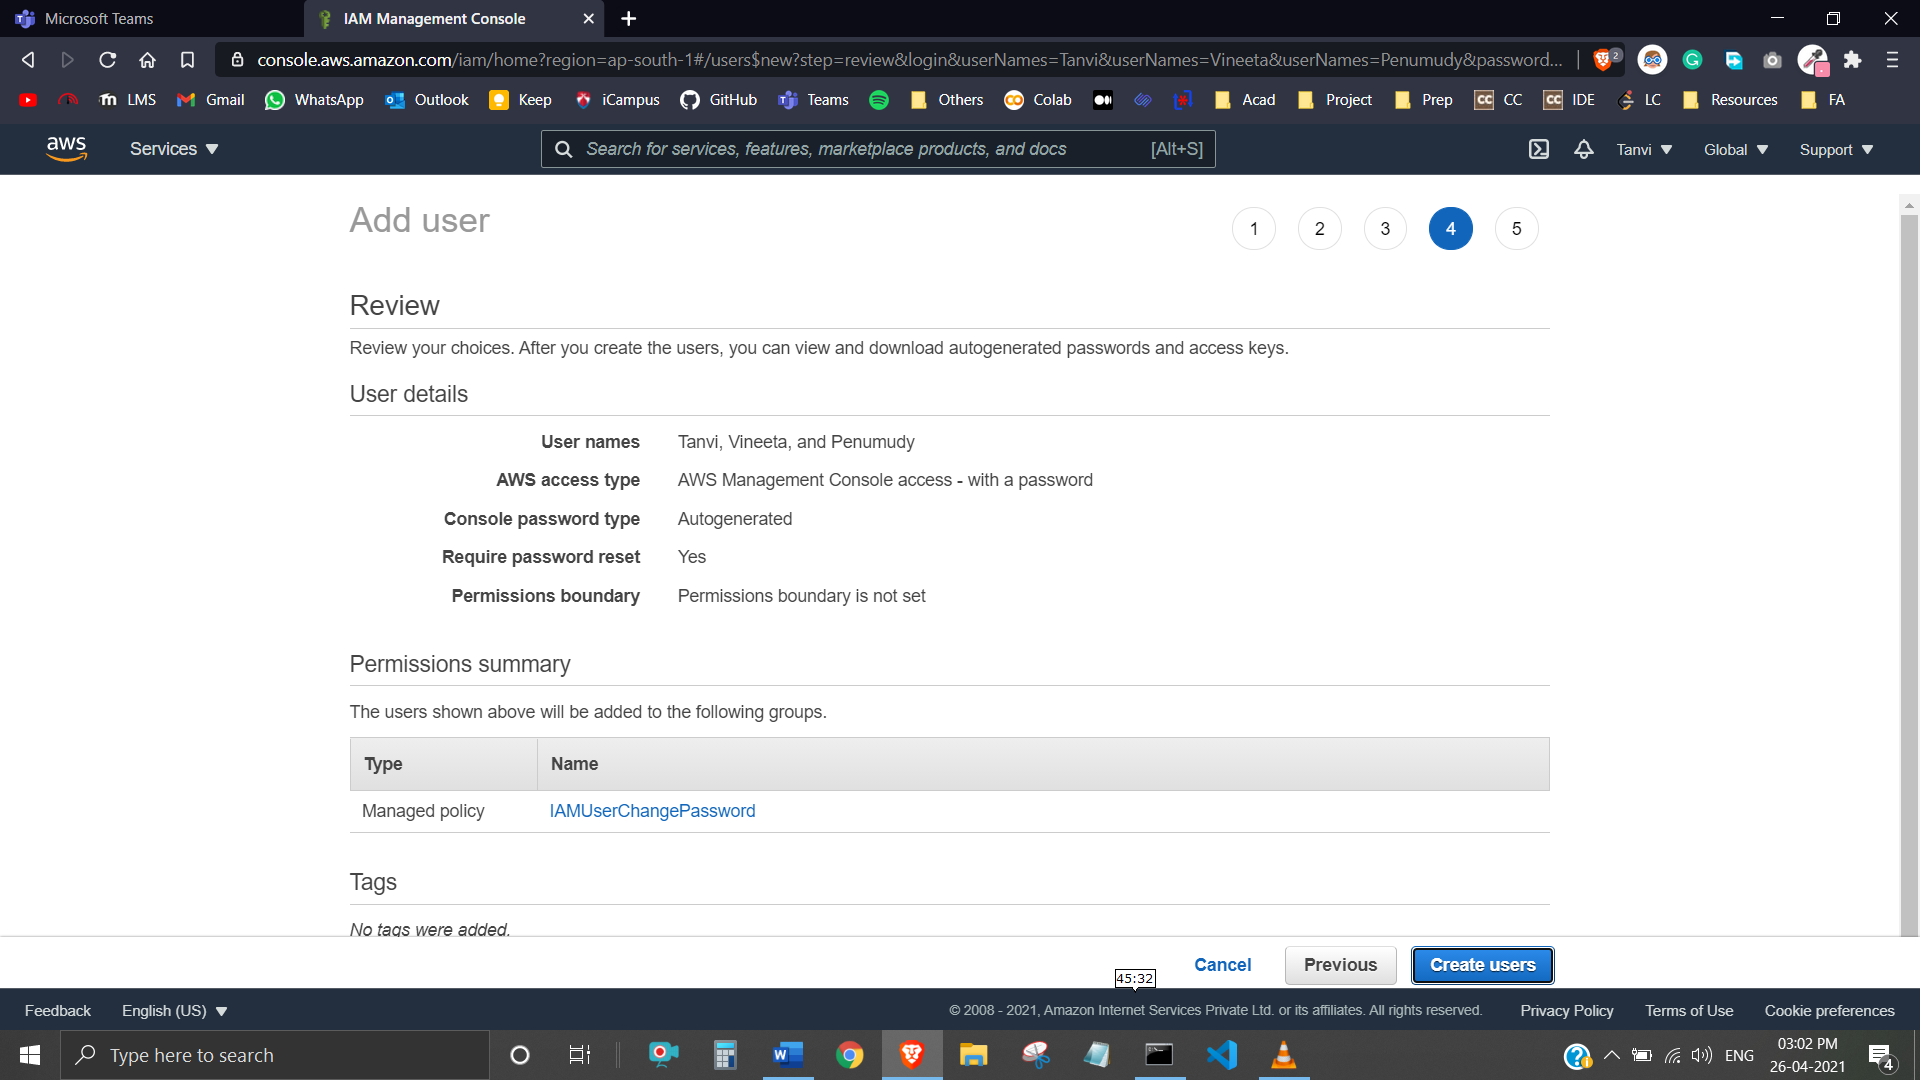 Microsoft Teams
IAM Management Console
console.aws.amazon.com/iam/home?region=ap-south-1#/users$new?step=review&login&userNames=Tanvi&userNames=Vineeta&userNames=Penumudy&password...
2
LMS Gmail WhatsApp Outlook Keep iCampus GitHub Teams Others Colab Acad Project Prep CC CC CC IDE LC Resources FA
aws Services Search for services, features, marketplace products, and docs [Alt+S] Tanvi Global Support
Add user
1 2 3 4 5
Review
Review your choices. After you create the users, you can view and download autogenerated passwords and access keys.
User details
User names Tanvi, Vineeta, and Penumudy
AWS access type AWS Management Console access - with a password
Console password type Autogenerated
Require password reset Yes
Permissions boundary Permissions boundary is not set
Permissions summary
The users shown above will be added to the following groups.
Type Name
Managed policy IAMUserChangePassword
Tags
No tags were added.
Cancel Previous Create users
45:32
Feedback English (US) © 2008 - 2021, Amazon Internet Services Private Ltd. or its affiliates. All rights reserved. Privacy Policy Terms of Use Cookie preferences
Type here to search
ENG
03:02 PM
26-04-2021
4